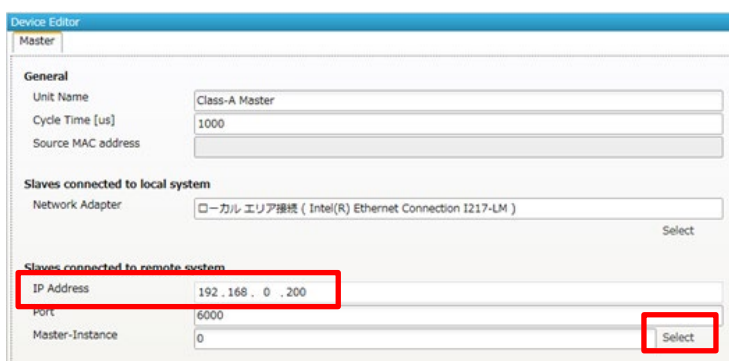 Device Editor
Master
General
Unit Name Class-A Master
Cycle Time [us] 1000
Source MAC address
Slaves connected to local system
Network Adapter ローカル エリア接続 ( Intel(R) Ethernet Connection I217-LM )
Select
Slaves connected to remote system
IP Address 192 . 168 . 0 . 200
Port 6000
Master-Instance 0 Select